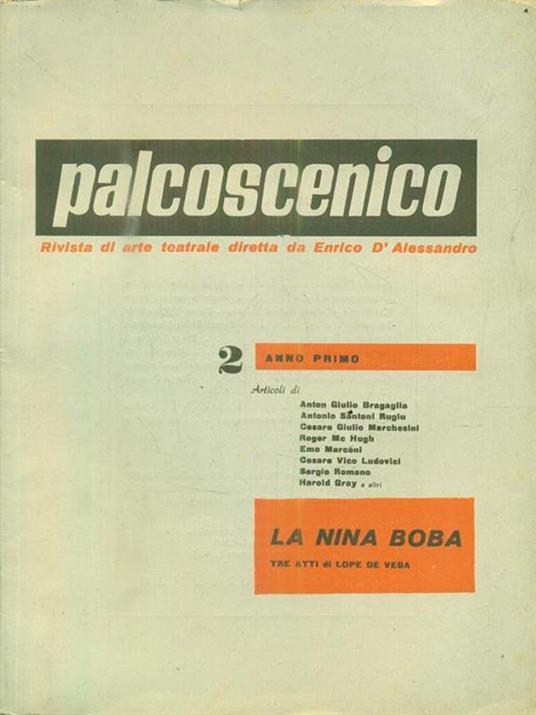 palcoscenico
Rivista di arte teatrale diretta da Enrico D'Alessandro
2 ANNO PRIMO
Articoli di
Anton Giulio Bragaglia
Antonio Santoni Rugiu
Cesare Giulio Marchesini
Roger Mc Hugh
Emo Marcóni
Cesare Vico Ludovici
Sergio Romano
Harold Gray e altri
LA NINA BOBA
TRE ATTI di LOPE DE VEGA